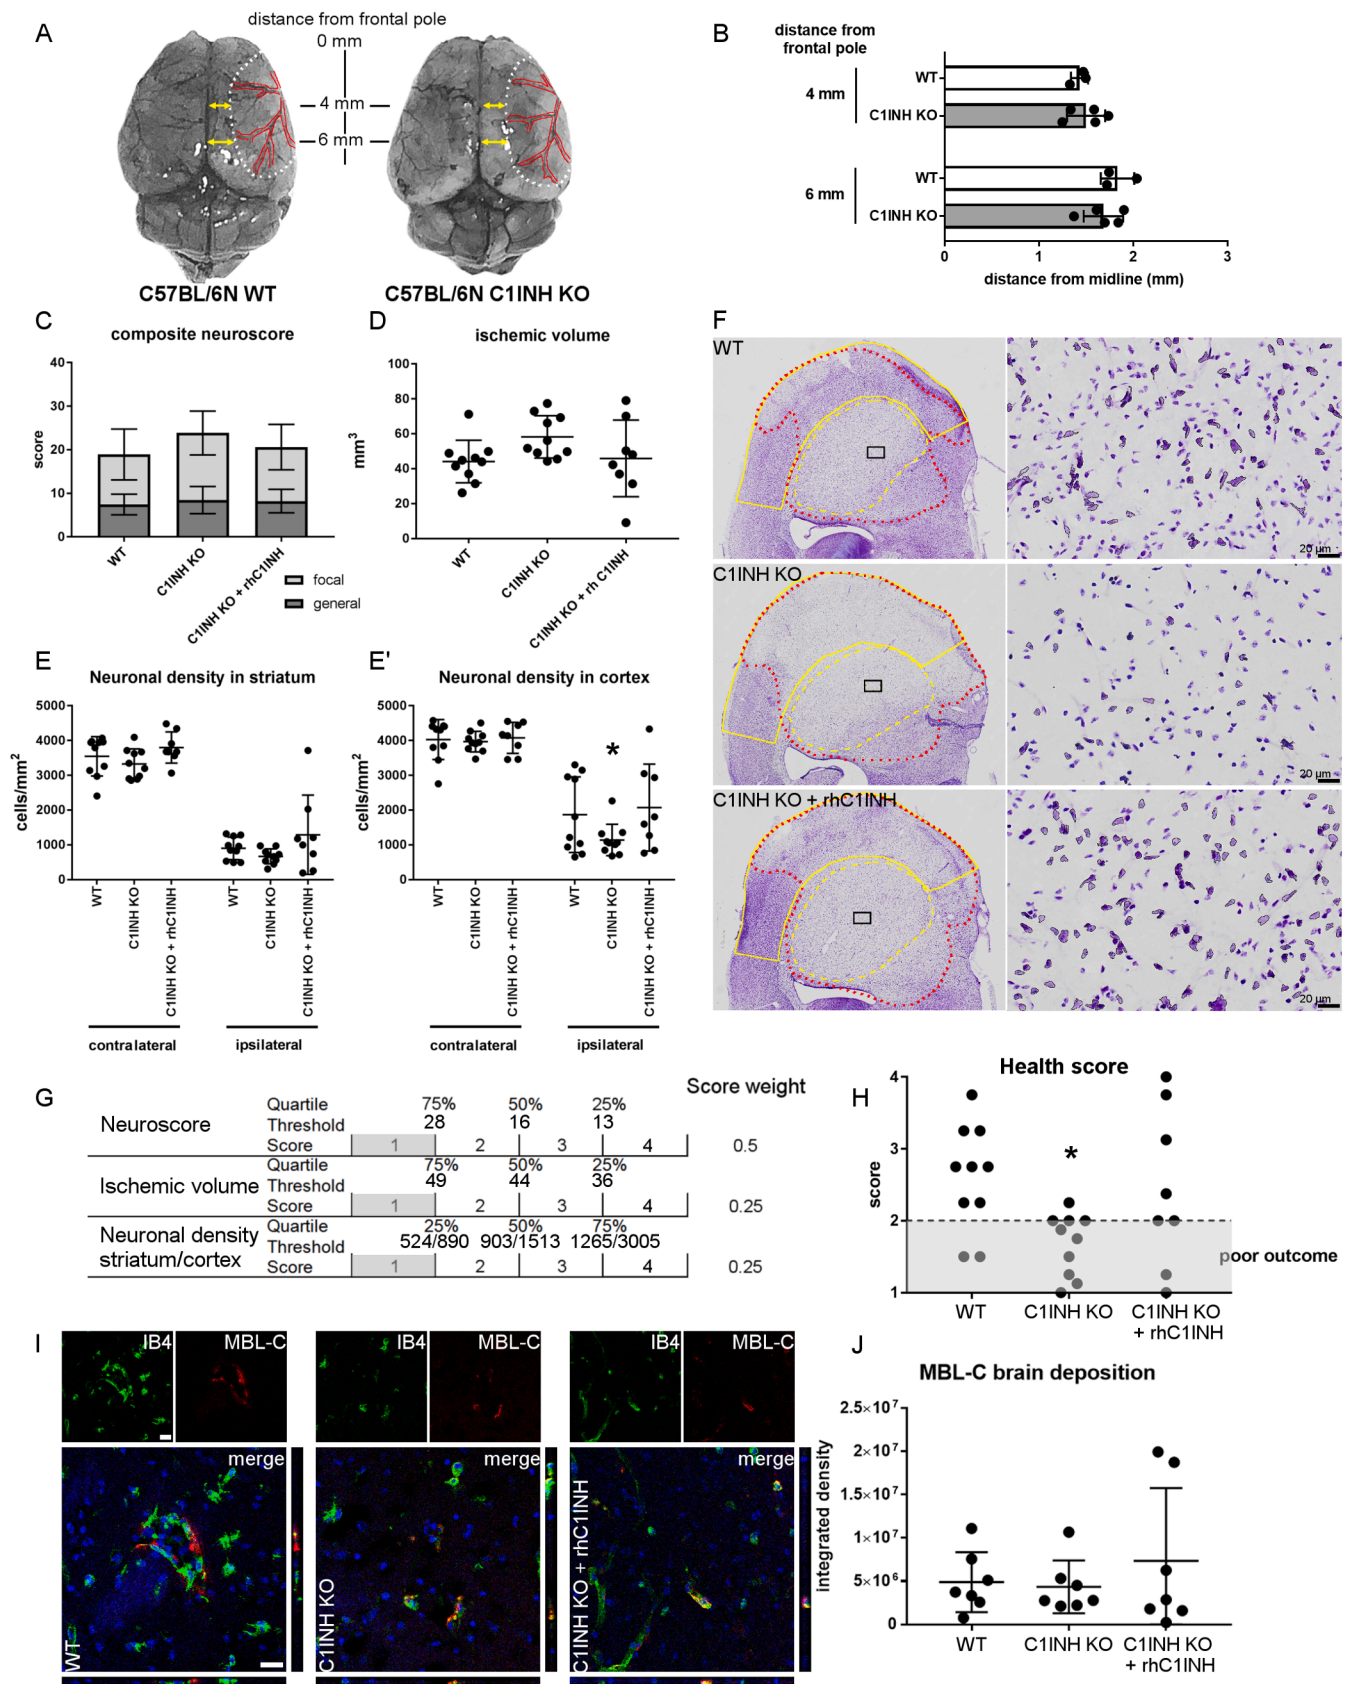 A
distance from frontal pole
0 mm
4 mm
6 mm
C57BL/6N WT
C57BL/6N C1INH KO
B
distance from
frontal pole
4 mm
WT
C1INH KO
6 mm
WT
C1INH KO
0 1 2 3
distance from midline (mm)
C
composite neuroscore
score
40
30
20
10
0
WT
C1INH KO
C1INH KO + rhC1INH
focal
general
D
ischemic volume
mm³
100
80
60
40
20
0
WT
C1INH KO
C1INH KO + rh C1INH
E
Neuronal density in striatum
cells/mm²
5000
4000
3000
2000
1000
0
WT
C1INH KO
C1INH KO + rhC1INH
WT
C1INH KO
C1INH KO + rhC1INH
contralateral
ipsilateral
E'
Neuronal density in cortex
cells/mm²
5000
4000
3000
2000
1000
0
*
WT
C1INH KO
C1INH KO + rhC1INH
WT
C1INH KO
C1INH KO + rhC1INH
contralateral
ipsilateral
F
WT
20 µm
C1INH KO
20 µm
C1INH KO + rhC1INH
20 µm
G
Score weight
Neuroscore
Quartile 75% 50% 25%
Threshold 28 16 13
Score 1 2 3 4 0.5
Ischemic volume
Quartile 75% 50% 25%
Threshold 49 44 36
Score 1 2 3 4 0.25
Neuronal density
striatum/cortex
Quartile 25% 50% 75%
Threshold 524/890 903/1513 1265/3005
Score 1 2 3 4 0.25
H
Health score
score
4
3
2
1
*
poor outcome
WT
C1INH KO
C1INH KO
+ rhC1INH
I
IB4
MBL-C
merge
WT
IB4
MBL-C
merge
C1INH KO
IB4
MBL-C
merge
C1INH KO + rhC1INH
J
MBL-C brain deposition
integrated density
2.5×10⁷
2×10⁷
1.5×10⁷
1×10⁷
5×10⁶
0
WT
C1INH KO
C1INH KO
+ rhC1INH